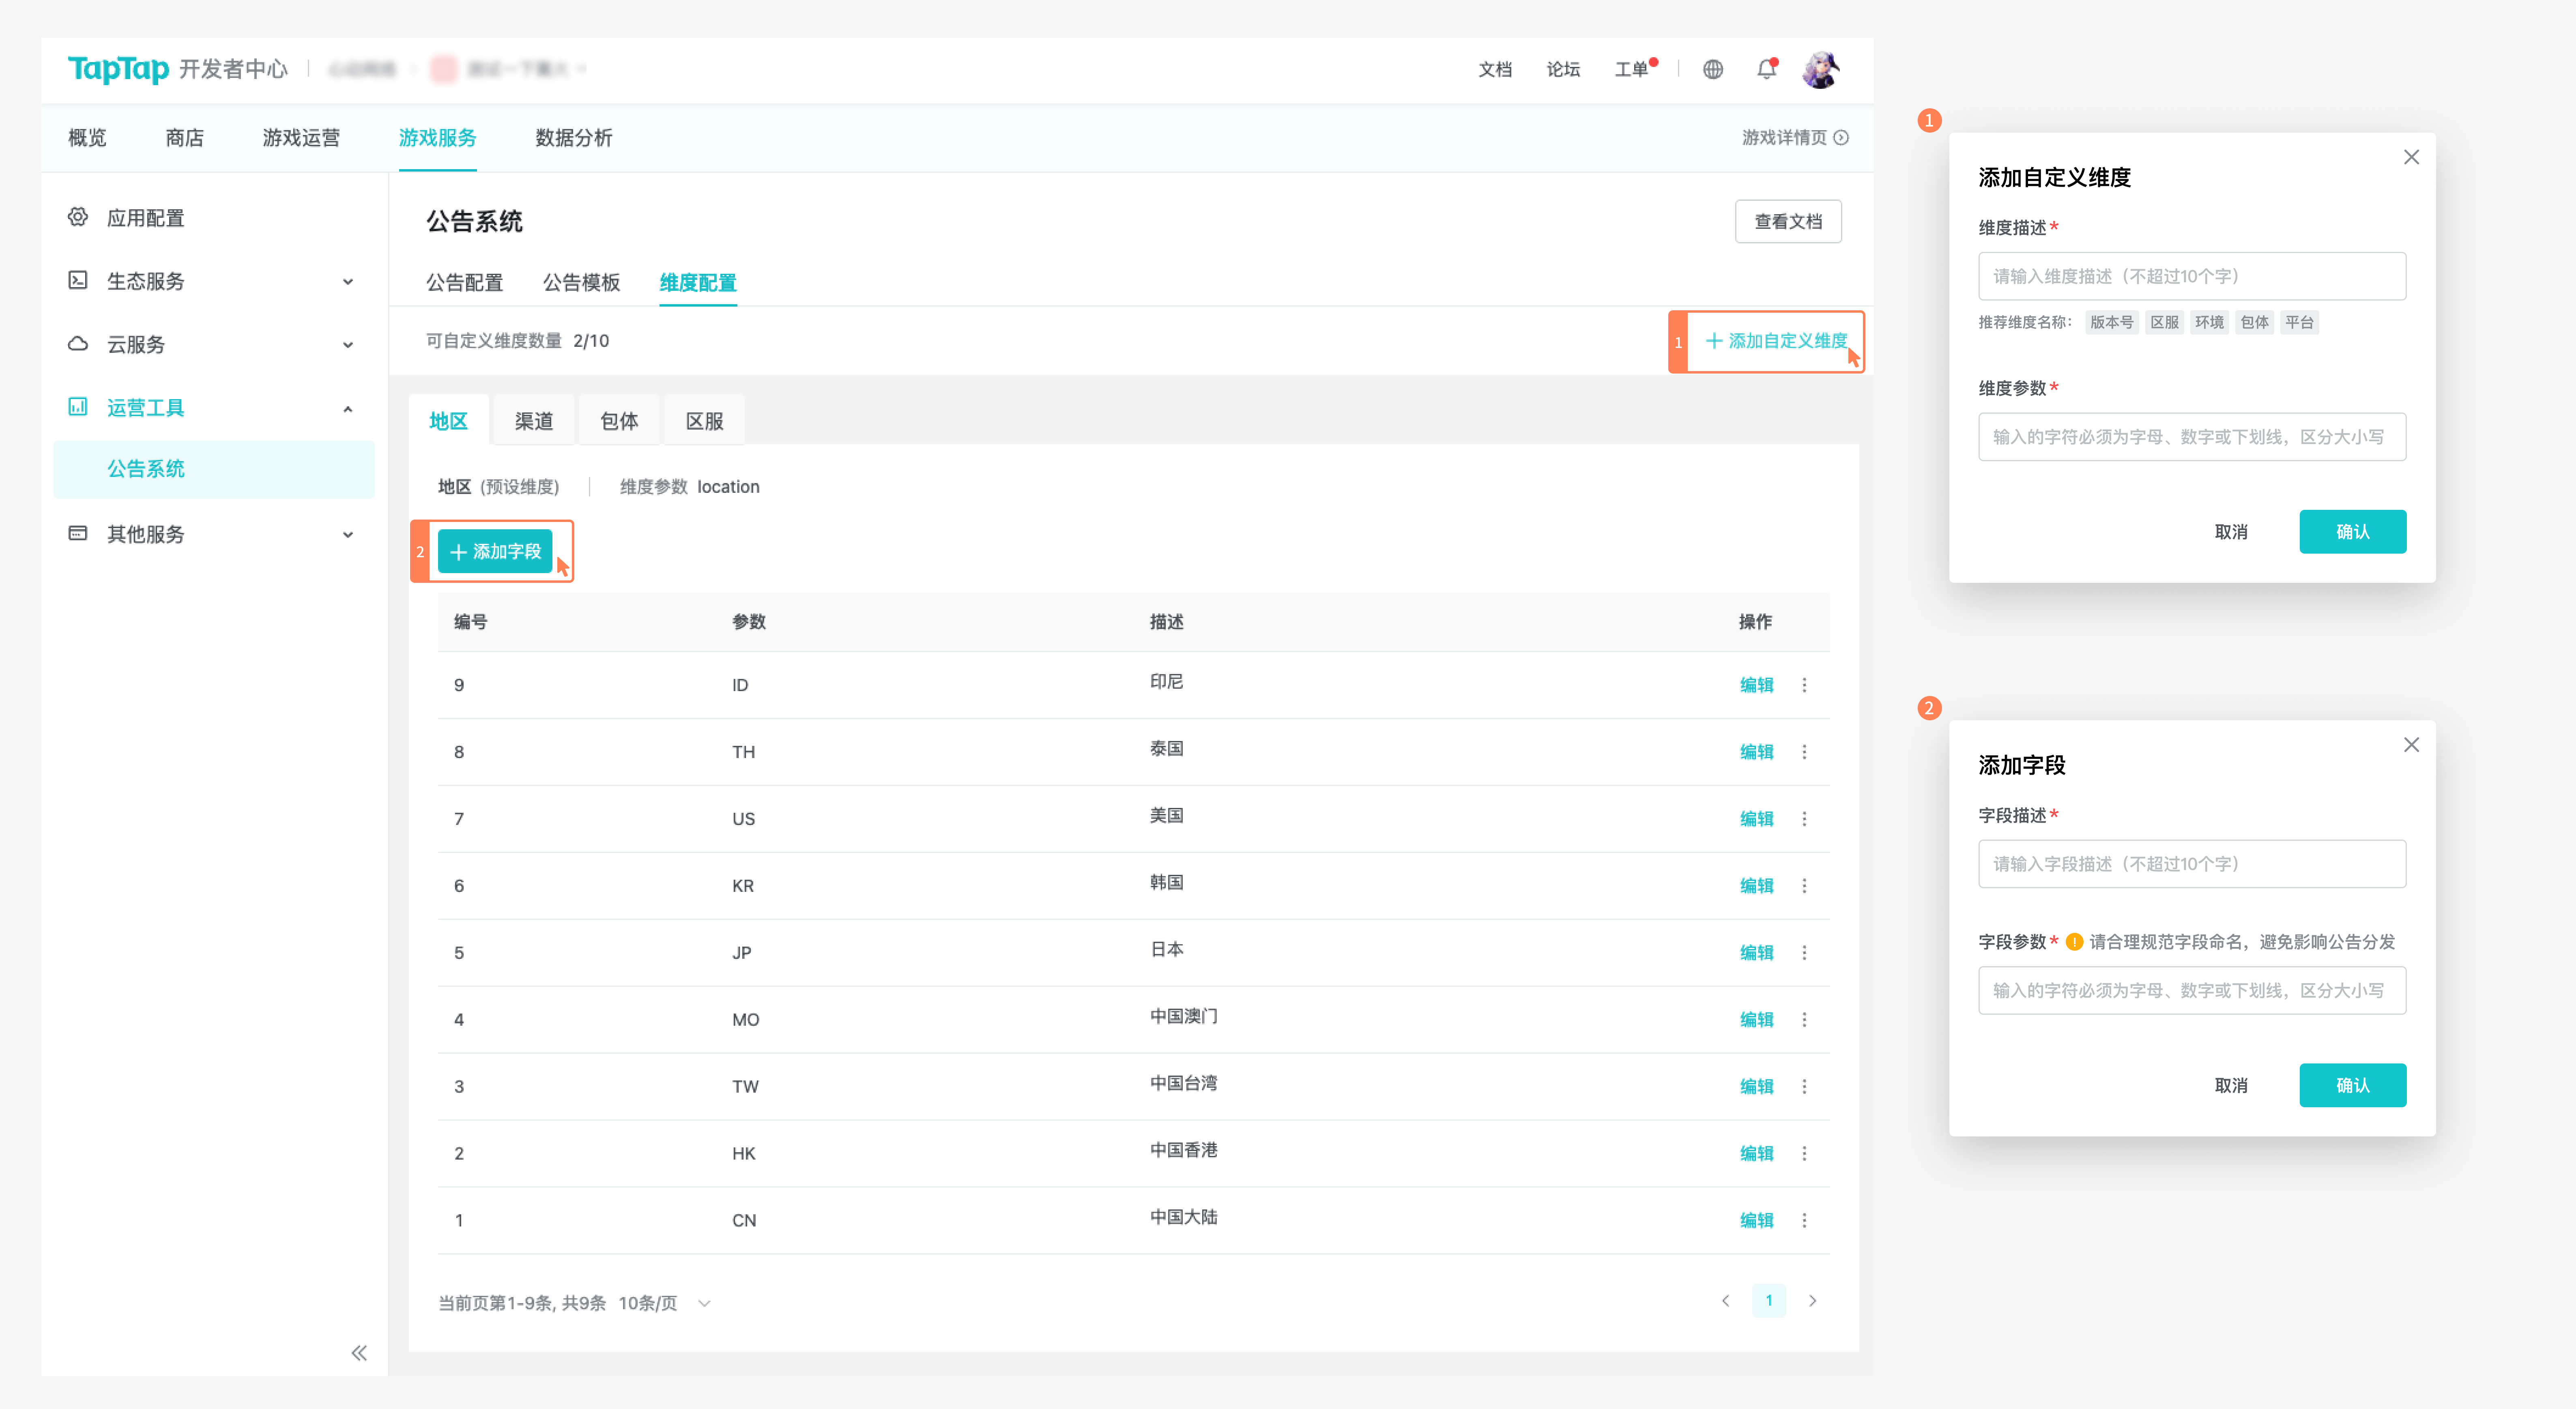 TapTap 开发者中心
文档 论坛 工单
概览 商店 游戏运营 游戏服务 数据分析 游戏详情页
应用配置
生态服务
云服务
运营工具
公告系统
其他服务
公告系统 查看文档
公告配置 公告模板 维度配置
可自定义维度数量 2/10
1 添加自定义维度
地区 渠道 包体 区服
地区 (预设维度) 维度参数 location
2 添加字段
编号 参数 描述 操作
9 ID 印尼 编辑
8 TH 泰国 编辑
7 US 美国 编辑
6 KR 韩国 编辑
5 JP 日本 编辑
4 MO 中国澳门 编辑
3 TW 中国台湾 编辑
2 HK 中国香港 编辑
1 CN 中国大陆 编辑
当前页第1-9条, 共9条 10条/页 1
1
添加自定义维度
维度描述*
请输入维度描述（不超过10个字）
推荐维度名称： 版本号 区服 环境 包体 平台
维度参数*
输入的字符必须为字母、数字或下划线，区分大小写
取消 确认
2
添加字段
字段描述*
请输入字段描述（不超过10个字）
字段参数* 请合理规范字段命名，避免影响公告分发
输入的字符必须为字母、数字或下划线，区分大小写
取消 确认